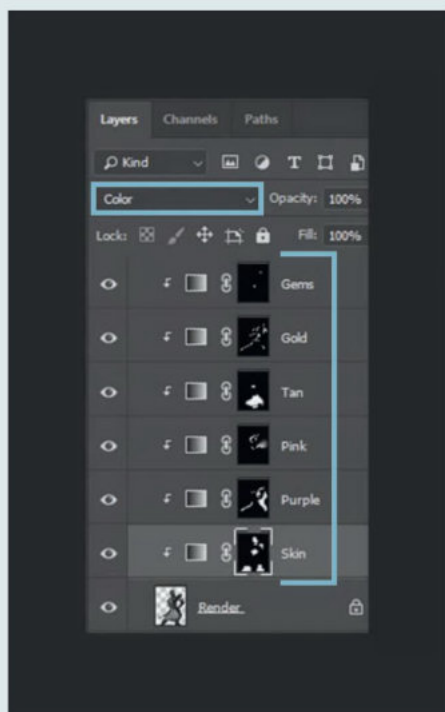 Layers Channels Paths
Kind T
Color Opacity: 100%
Lock: Fill: 100%
Gems
Gold
Tan
Pink
Purple
Skin
Render